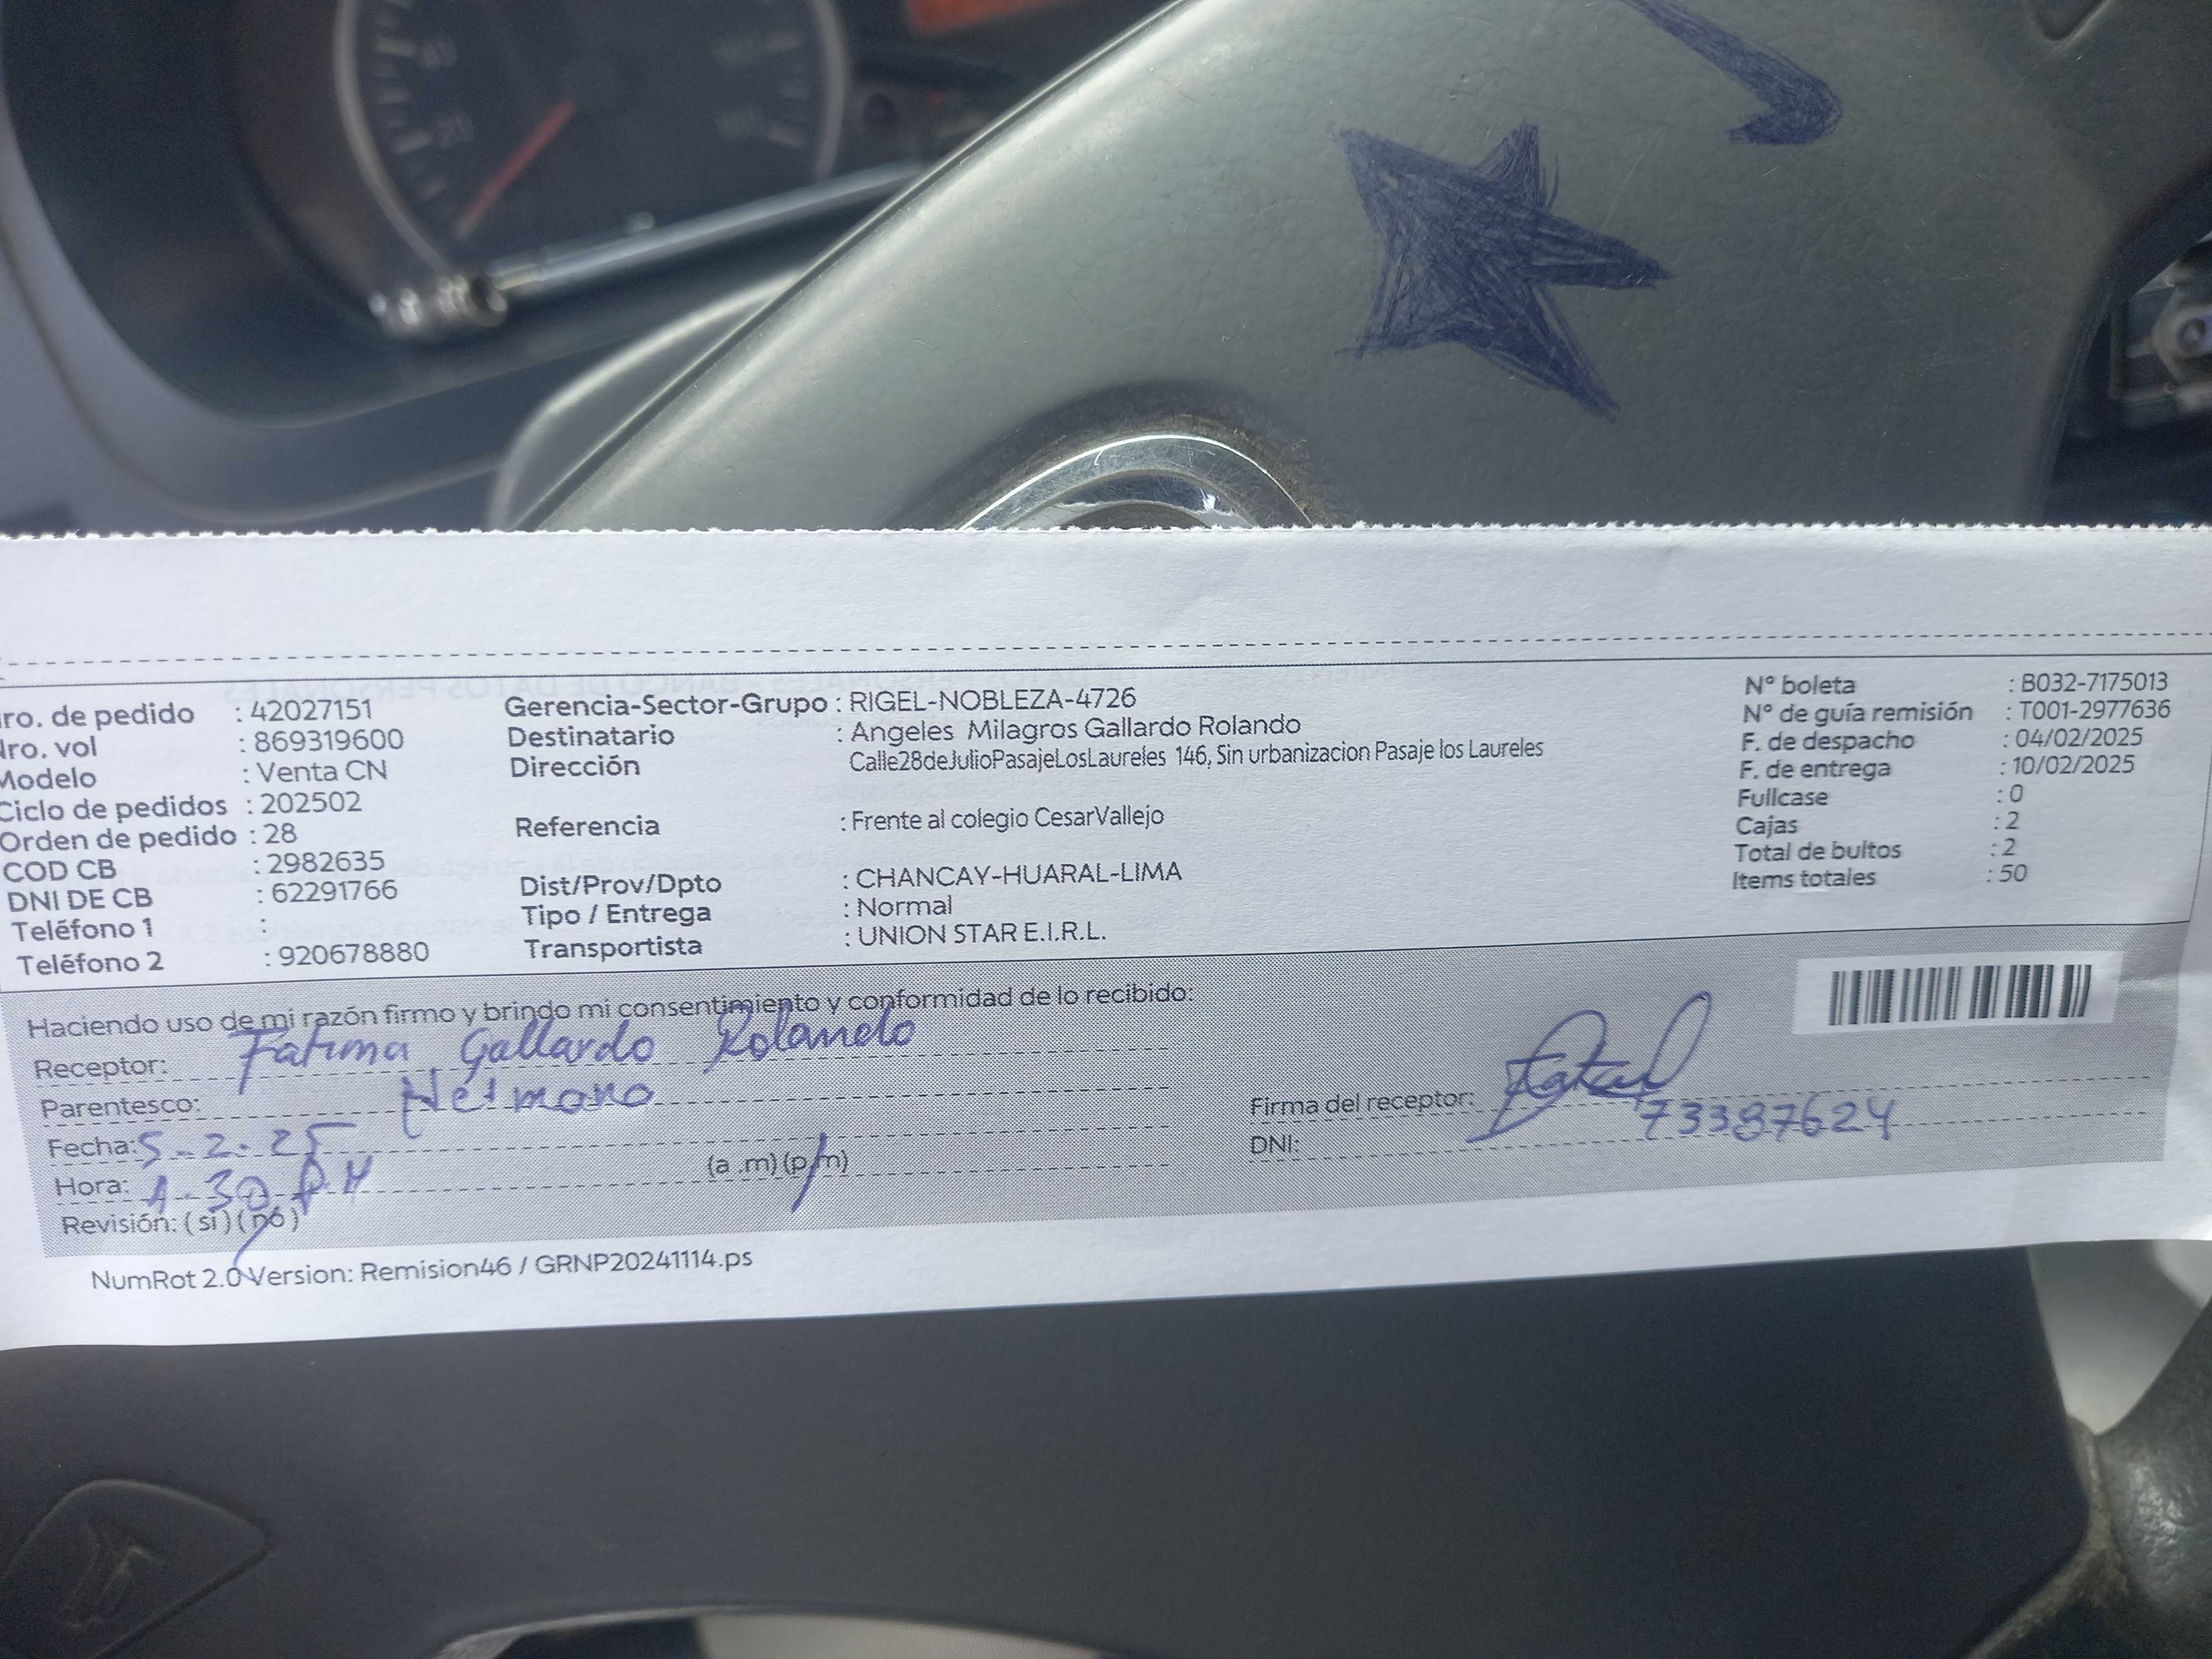 ro. de pedido : 42027151
Nro. vol : 869319600
Modelo : Venta CN
Ciclo de pedidos : 202502
Orden de pedido : 28
COD CB : 2982635
DNI DE CB : 62291766
Teléfono 1 :
Teléfono 2 : 920678880
Gerencia-Sector-Grupo : RIGEL-NOBLEZA-4726
Destinatario : Angeles Milagros Gallardo Rolando
Dirección Calle28deJulioPasajeLosLaureles 146, Sin urbanizacion Pasaje los Laureles
Referencia : Frente al colegio CesarVallejo
Dist/Prov/Dpto : CHANCAY-HUARAL-LIMA
Tipo / Entrega : Normal
Transportista : UNION STAR E.I.R.L.
N° boleta : B032-7175013
N° de guía remisión : T001-2977636
F. de despacho : 04/02/2025
F. de entrega : 10/02/2025
Fullcase : 0
Cajas : 2
Total de bultos : 2
Items totales : 50
Haciendo uso de mi razón firmo y brindo mi consentimiento y conformidad de lo recibido:
Receptor: Fatima Gallardo Rolando
Parentesco: Hermana
Fecha: 5-2-25
Hora: 1-30 PM (a .m) (p/m)
Revisión: (si) (no)
Firma del receptor:
DNI: 73387624
NumRot 2.0 Version: Remision46 / GRNP20241114.ps